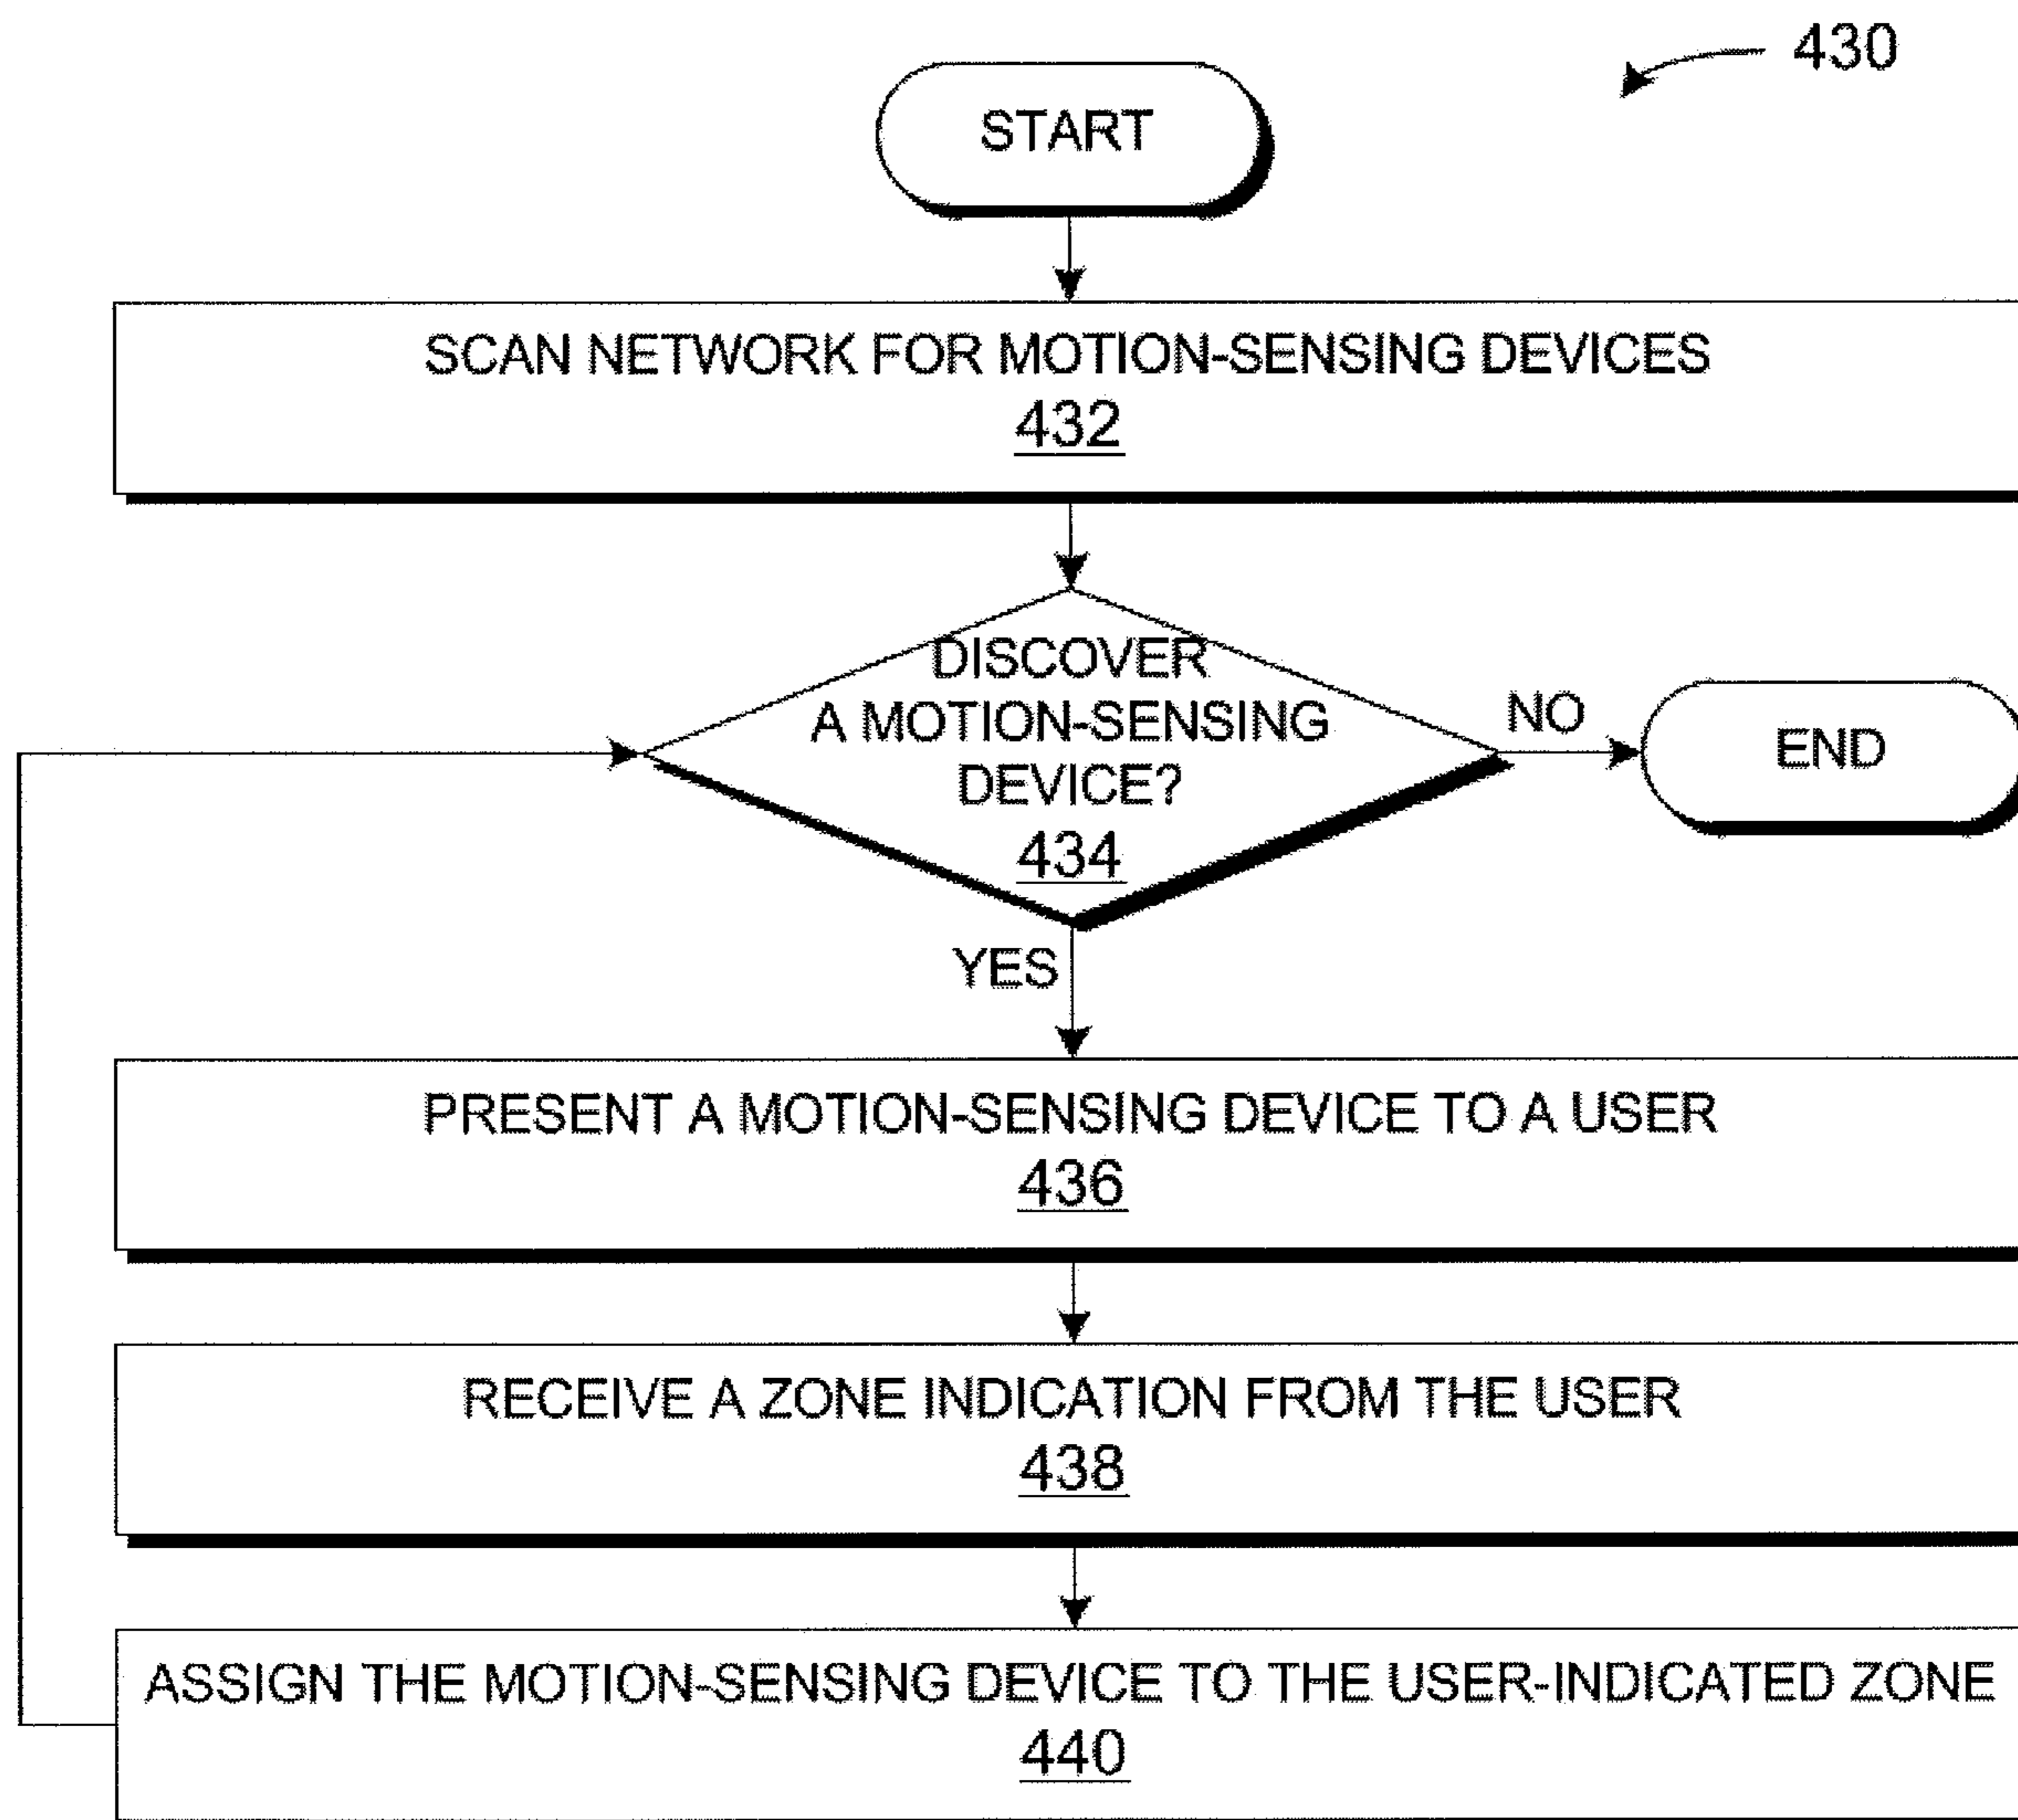 430
START
SCAN NETWORK FOR MOTION-SENSING DEVICES
432
DISCOVER
A MOTION-SENSING
DEVICE?
434
NO
END
YES
PRESENT A MOTION-SENSING DEVICE TO A USER
436
RECEIVE A ZONE INDICATION FROM THE USER
438
ASSIGN THE MOTION-SENSING DEVICE TO THE USER-INDICATED ZONE
440